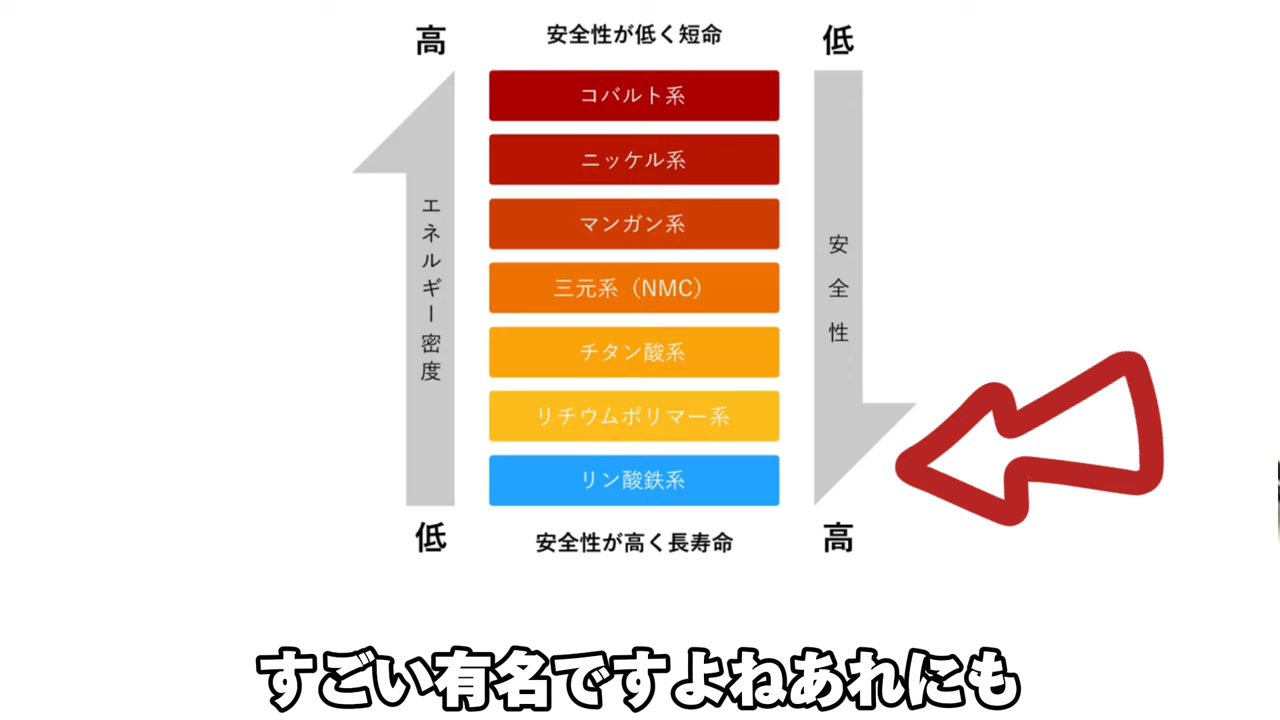 高
安全性が低く短命
低
コバルト系
ニッケル系
マンガン系
三元系（NMC）
チタン酸系
リチウムポリマー系
リン酸鉄系
エネルギー密度
安全性
低
安全性が高く長寿命
高
すごい有名ですよねあれにも